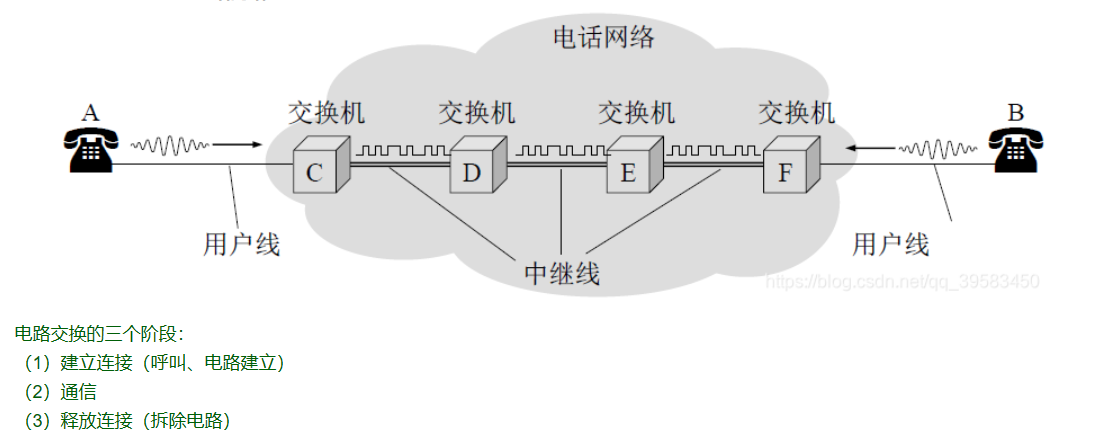 电话网络
A 交换机 交换机 交换机 交换机 B
C D E F
用户线 中继线 用户线
https://blog.csdn.net/qq_39583450
电路交换的三个阶段：
（1）建立连接（呼叫、电路建立）
（2）通信
（3）释放连接（拆除电路）